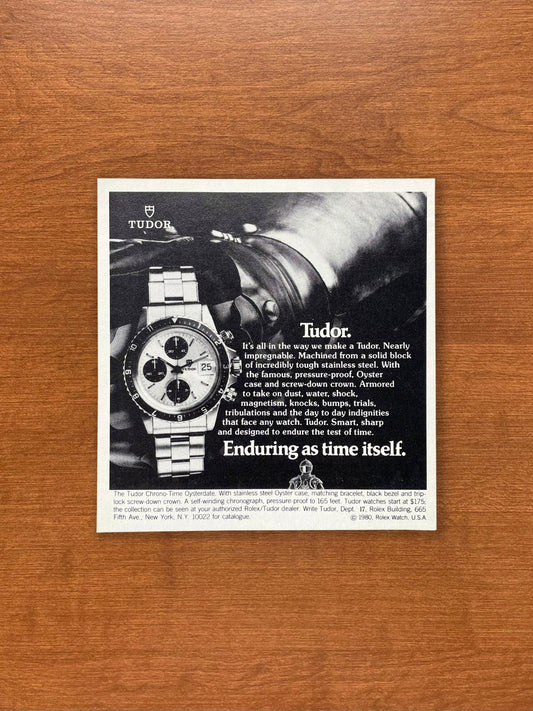 TUDOR
Tudor.
It's all in the way we make a Tudor. Nearly
impregnable. Machined from a solid block
of incredibly tough stainless steel. With
the famous, pressure-proof, Oyster
case and screw-down crown. Armored
to take on dust, water, shock,
magnetism, knocks, bumps, trials,
tribulations and the day to day indignities
that face any watch. Tudor. Smart, sharp
and designed to endure the test of time.
Enduring as time itself.
TUDOR
25
The Tudor Chrono-Time Oysterdate. With stainless steel Oyster case, matching bracelet, black bezel and trip-
lock screw-down crown. A self-winding chronograph, pressure proof to 165 feet. Tudor watches start at $175;
the collection can be seen at your authorized Rolex/Tudor dealer. Write Tudor, Dept. 17, Rolex Building, 665
Fifth Ave., New York, N.Y. 10022 for catalogue. © 1980, Rolex Watch, U.S.A.